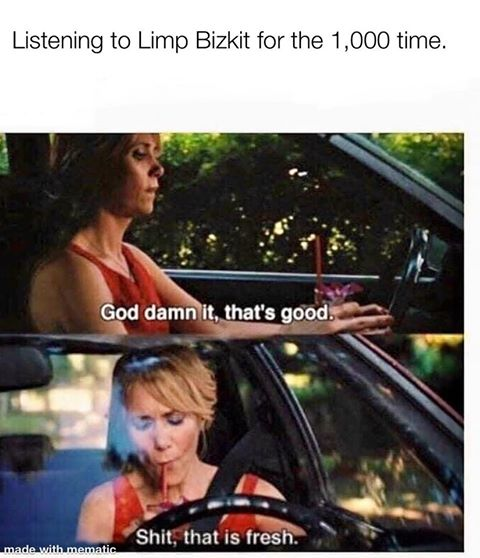 Listening to Limp Bizkit for the 1,000 time.
God damn it, that's good.
Shit, that is fresh.
made with mematic